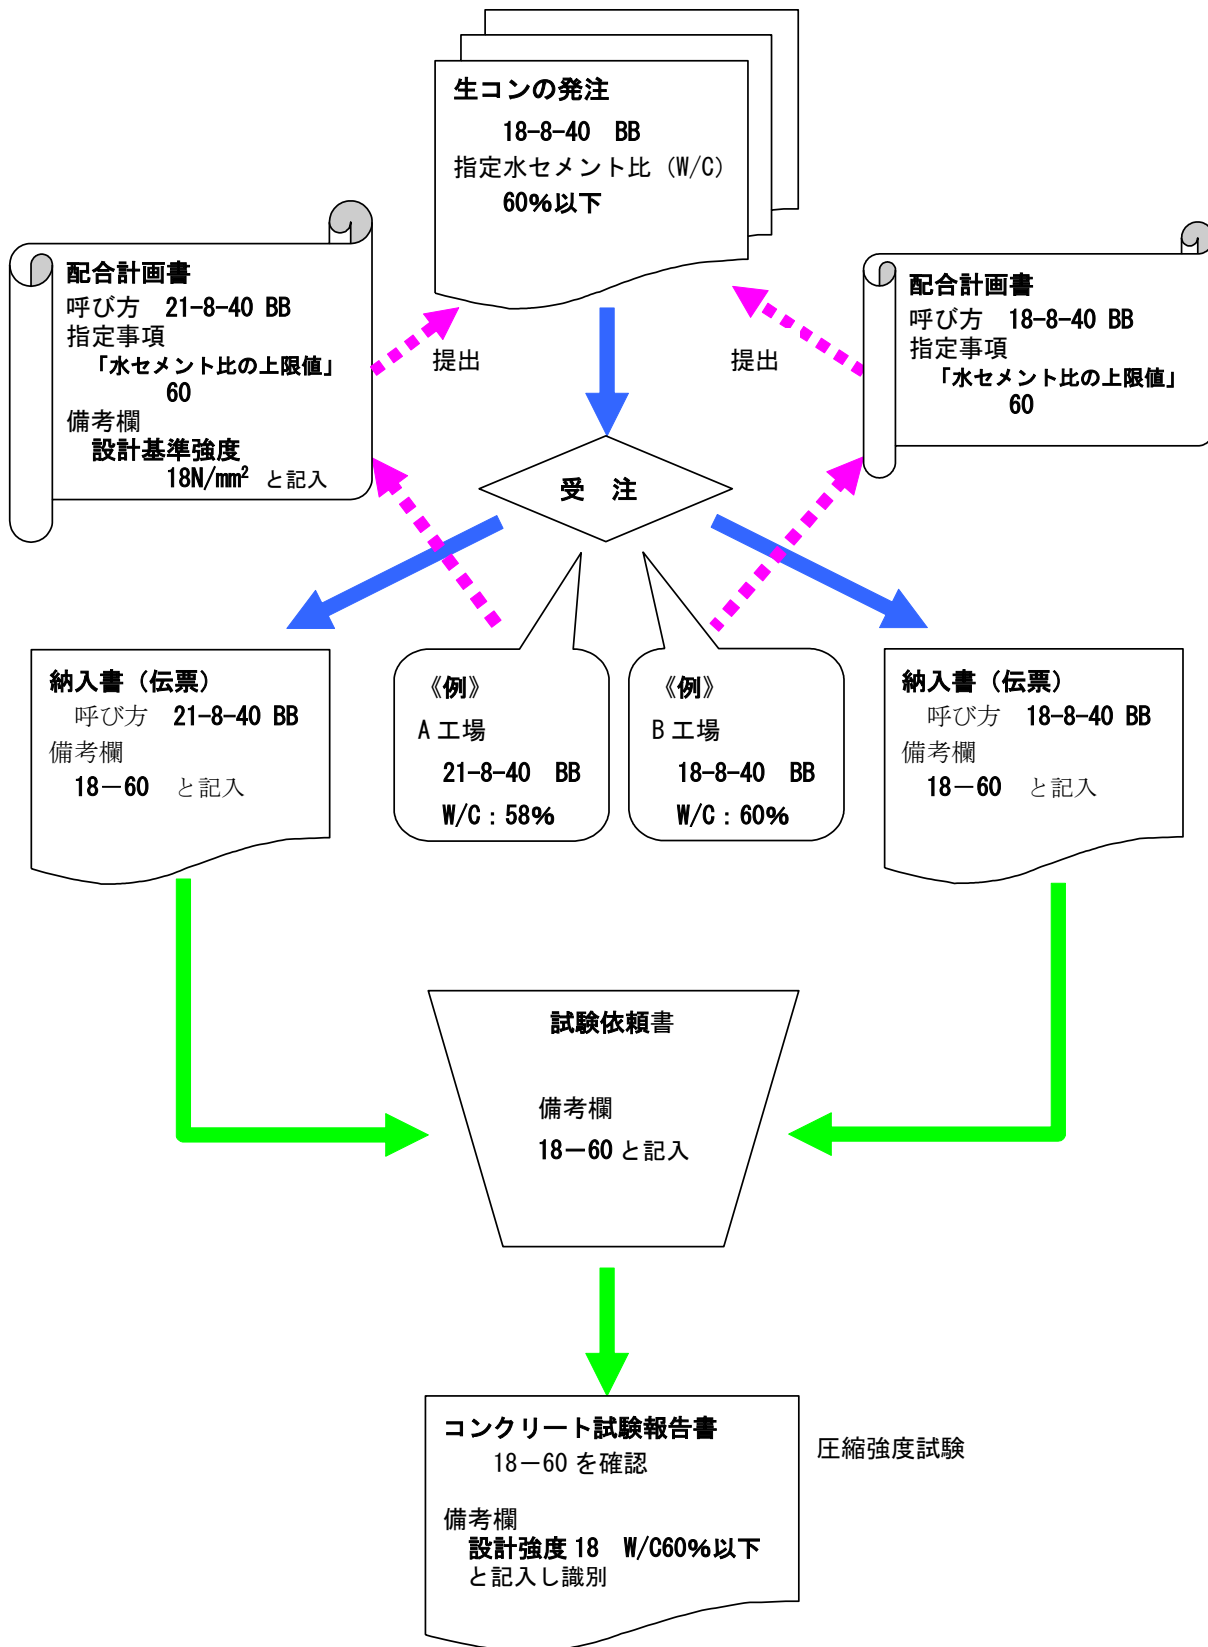 生コンの発注
18-8-40 BB
指定水セメント比（W/C）
60%以下
配合計画書
呼び方 21-8-40 BB
指定事項
「水セメント比の上限値」
60
備考欄
設計基準強度
18N/mm² と記入
提出
提出
配合計画書
呼び方 18-8-40 BB
指定事項
「水セメント比の上限値」
60
受 注
納入書（伝票）
呼び方 21-8-40 BB
備考欄
18－60 と記入
《例》
A 工場
21-8-40 BB
W/C：58%
《例》
B 工場
18-8-40 BB
W/C：60%
納入書（伝票）
呼び方 18-8-40 BB
備考欄
18－60 と記入
試験依頼書
備考欄
18－60 と記入
コンクリート試験報告書
18－60 を確認
備考欄
設計強度 18 W/C60%以下
と記入し識別
圧縮強度試験